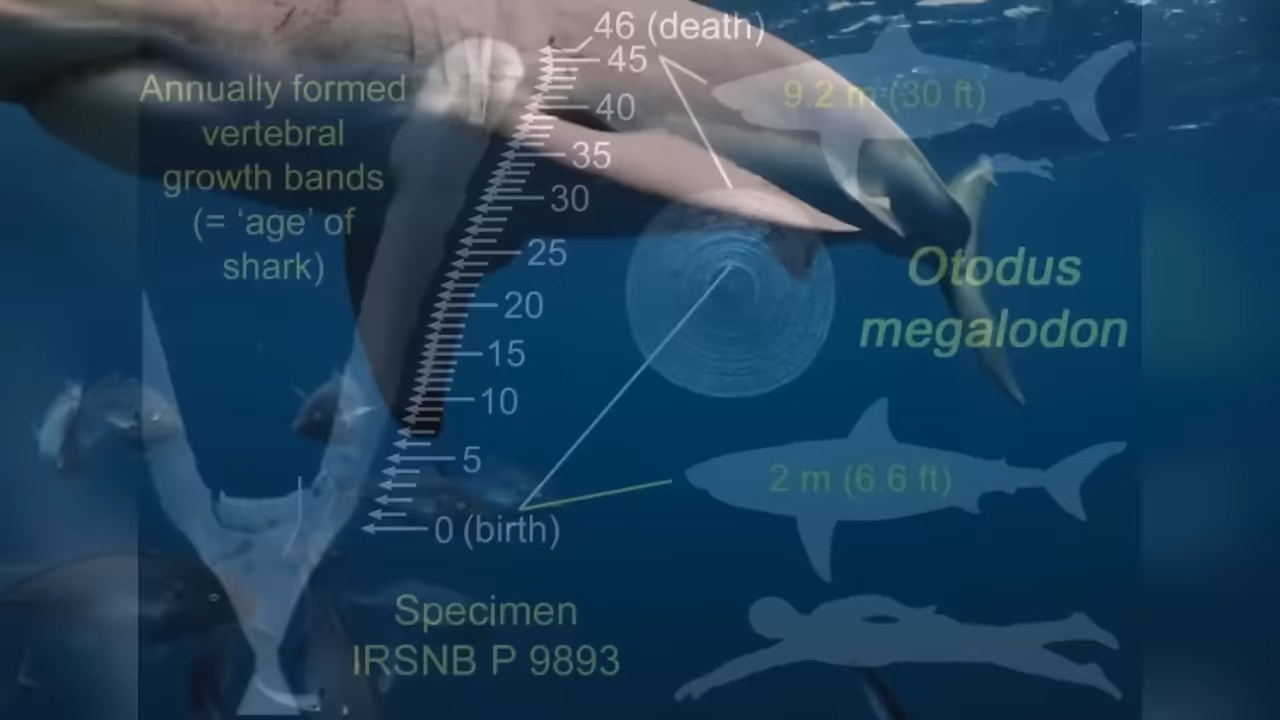 Annually formed
vertebral
growth bands
(= ‘age’ of
shark)
46 (death)
45
40
35
30
25
20
15
10
5
0 (birth)
9.2 m (30 ft)
Otodus
megalodon
2 m (6.6 ft)
Specimen
IRSNB P 9893